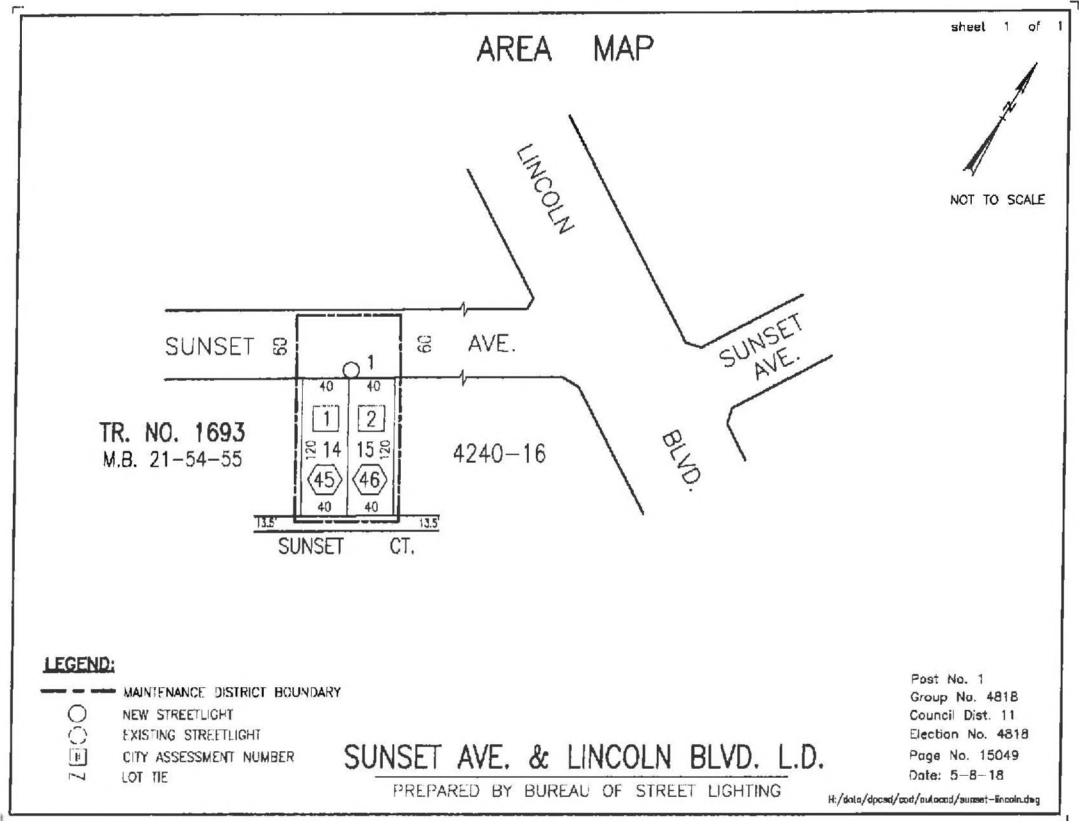 sheet 1 of 1
AREA MAP
N
NOT TO SCALE
LINCOLN
SUNSET 60
60 AVE.
SUNSET
AVE.
1
40 40
1 2
TR. NO. 1693
M.B. 21-54-55
120 14 15 120
4240-16
BLVD.
45 46
40 40
13.5' 13.5'
SUNSET CT.
LEGEND:
MAINTENANCE DISTRICT BOUNDARY
NEW STREETLIGHT
EXISTING STREETLIGHT
# CITY ASSESSMENT NUMBER
LOT TIE
SUNSET AVE. & LINCOLN BLVD. L.D.
PREPARED BY BUREAU OF STREET LIGHTING
Post No. 1
Group No. 4818
Council Dist. 11
Election No. 4818
Page No. 15049
Date: 5-8-18
H:/data/dpcad/cad/autocad/sunset-lincoln.dwg